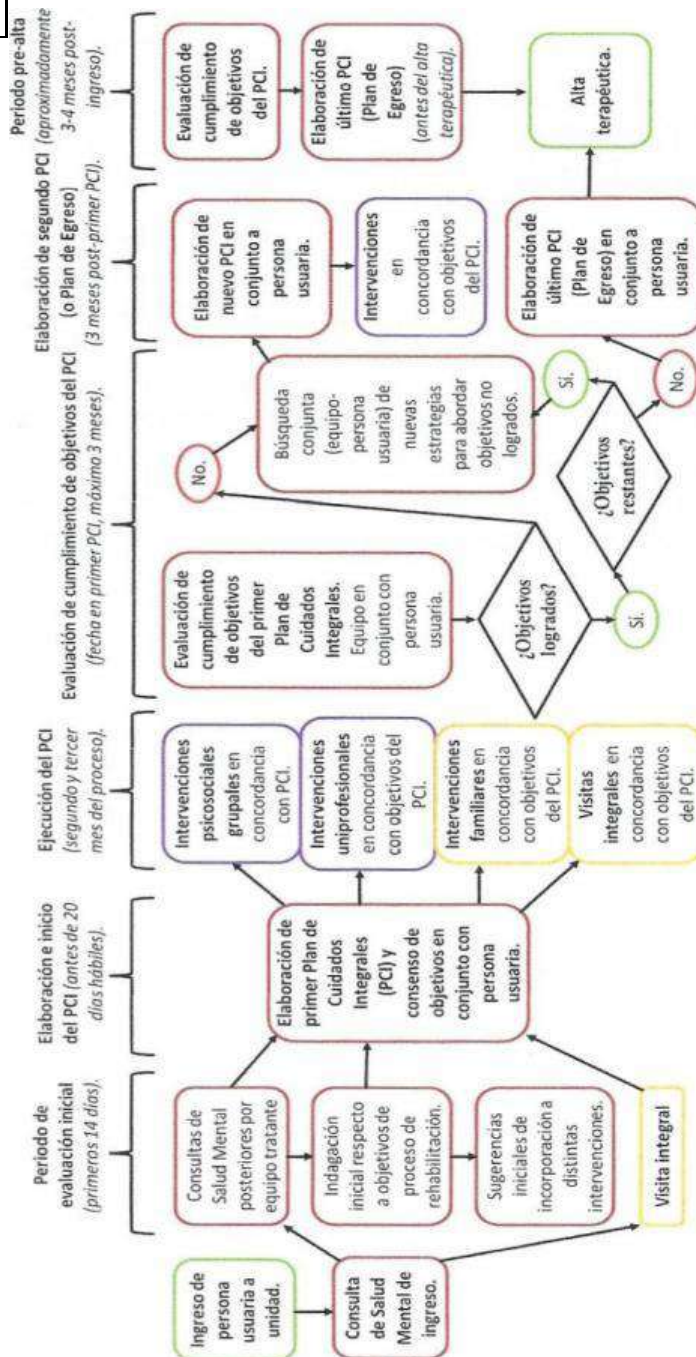 Periodo de
evaluación inicial
(primeros 14 días).
Elaboración e inicio
del PCI (antes de 20
días hábiles).
Ejecución del PCI
(segundo y tercer
mes del proceso).
Evaluación de cumplimiento de objetivos del PCI
(fecha en primer PCI, máximo 3 meses).
Elaboración de segundo PCI
(o Plan de Egreso)
(3 meses post-primer PCI).
Periodo pre-alta
(aproximadamente
3-4 meses post-
ingreso).
Ingreso de
persona
usuaria a
unidad.
Consulta
de Salud
Mental de
ingreso.
Consultas de
Salud Mental
posteriores por
equipo tratante
Indagación
inicial respecto
a objetivos de
proceso de
rehabilitación.
Sugerencias
iniciales de
incorporación a
distintas
intervenciones.
Visita integral
Elaboración de
primer Plan de
Cuidados
Integrales
(PCI) y
consenso de
objetivos en
conjunto con
persona
usuaria.
Intervenciones
psicosociales
grupales en
concordancia
con PCI.
Intervenciones
uniprofesionales
en concordancia
con objetivos del
PCI.
Intervenciones
familiares en
concordancia
con objetivos
del PCI.
Visitas
integrales en
concordancia
con objetivos
del PCI.
Evaluación de
cumplimiento
de objetivos
del primer
Plan de
Cuidados
Integrales.
Equipo en
conjunto con
persona
usuaria.
¿Objetivos
logrados?
No.
Sí.
Búsqueda
conjunta
(equipo-
persona
usuaria) de
nuevas
estrategias
para abordar
objetivos no
logrados.
¿Objetivos
restantes?
Sí.
No.
Elaboración de
nuevo PCI en
conjunto a
persona
usuaria.
Intervenciones
en
concordancia
con objetivos
del PCI.
Elaboración de
último PCI
(Plan de
Egreso) en
conjunto a
persona
usuaria.
Evaluación de
cumplimiento
de objetivos
del PCI.
Elaboración de
último PCI
(Plan de
Egreso)
(antes del alta
terapéutica).
Alta
terapéutica.